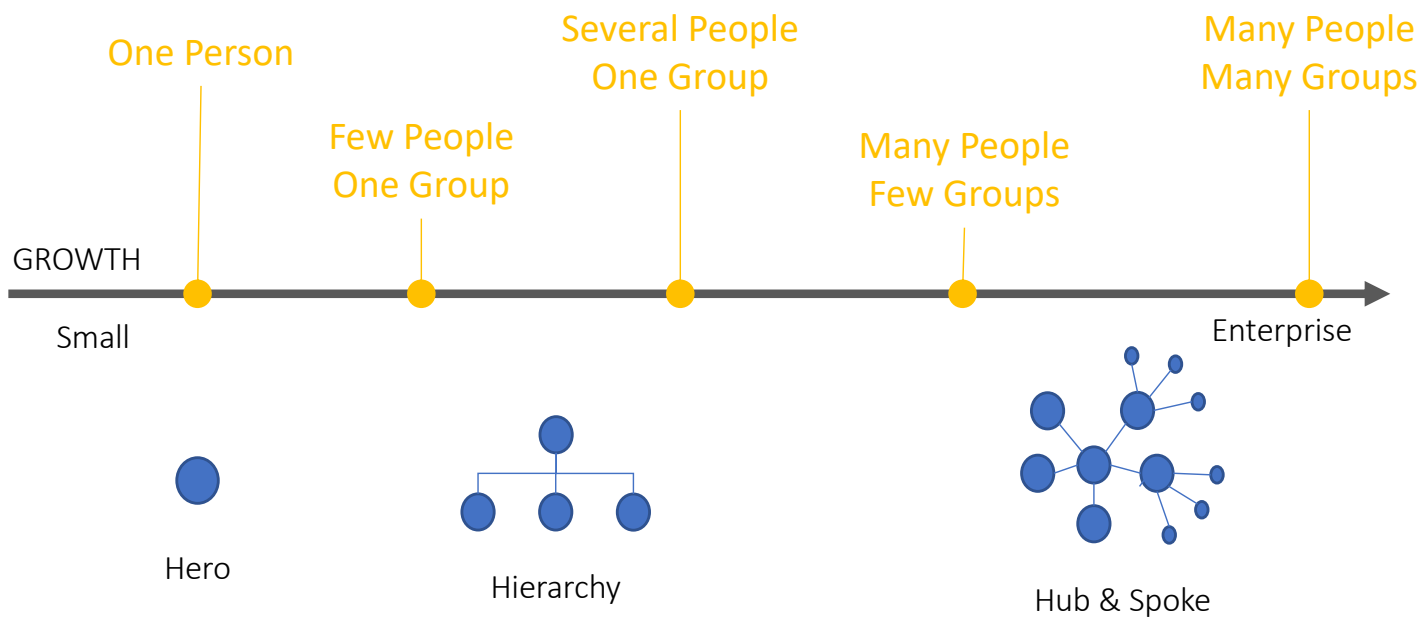 One Person
Few People
One Group
Several People
One Group
Many People
Few Groups
Many People
Many Groups
GROWTH
Small
Enterprise
Hero
Hierarchy
Hub & Spoke